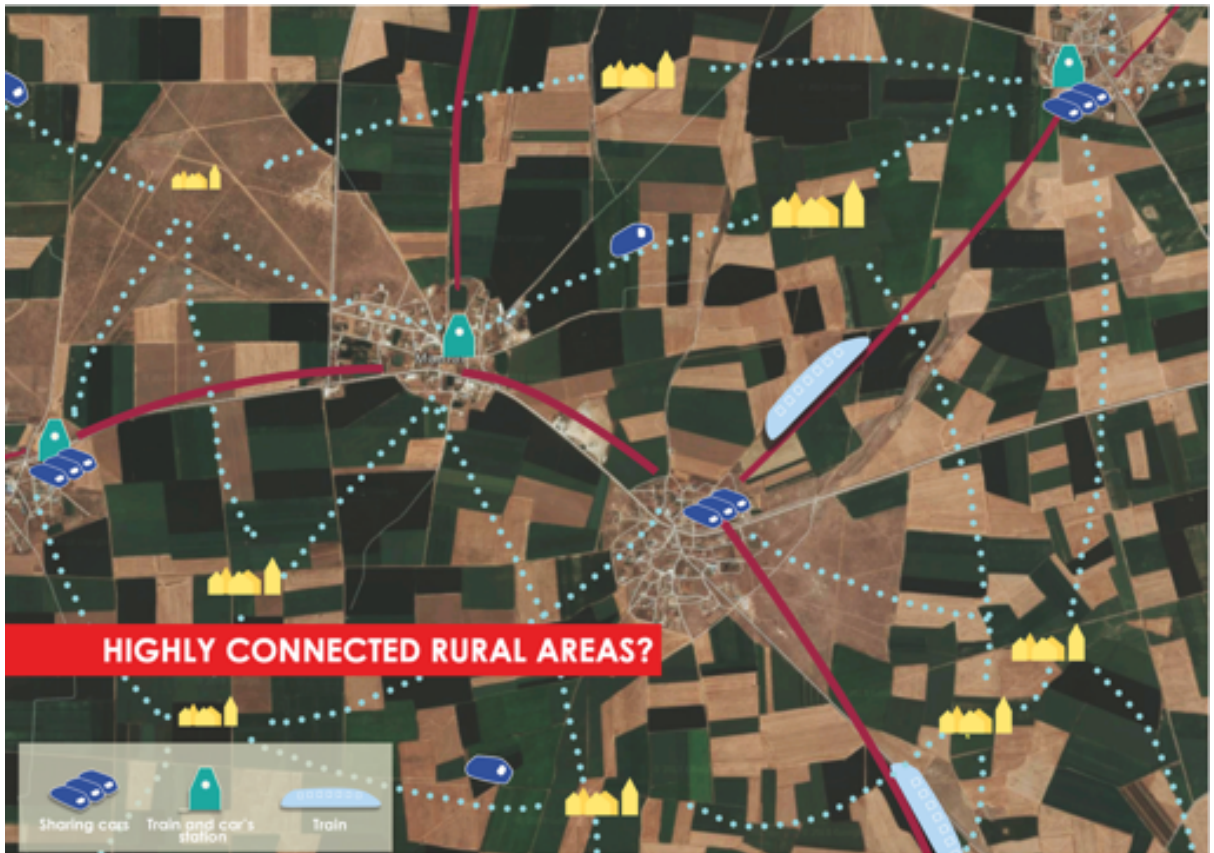 HIGHLY CONNECTED RURAL AREAS?
Sharing cars
Train and car's
station
Train